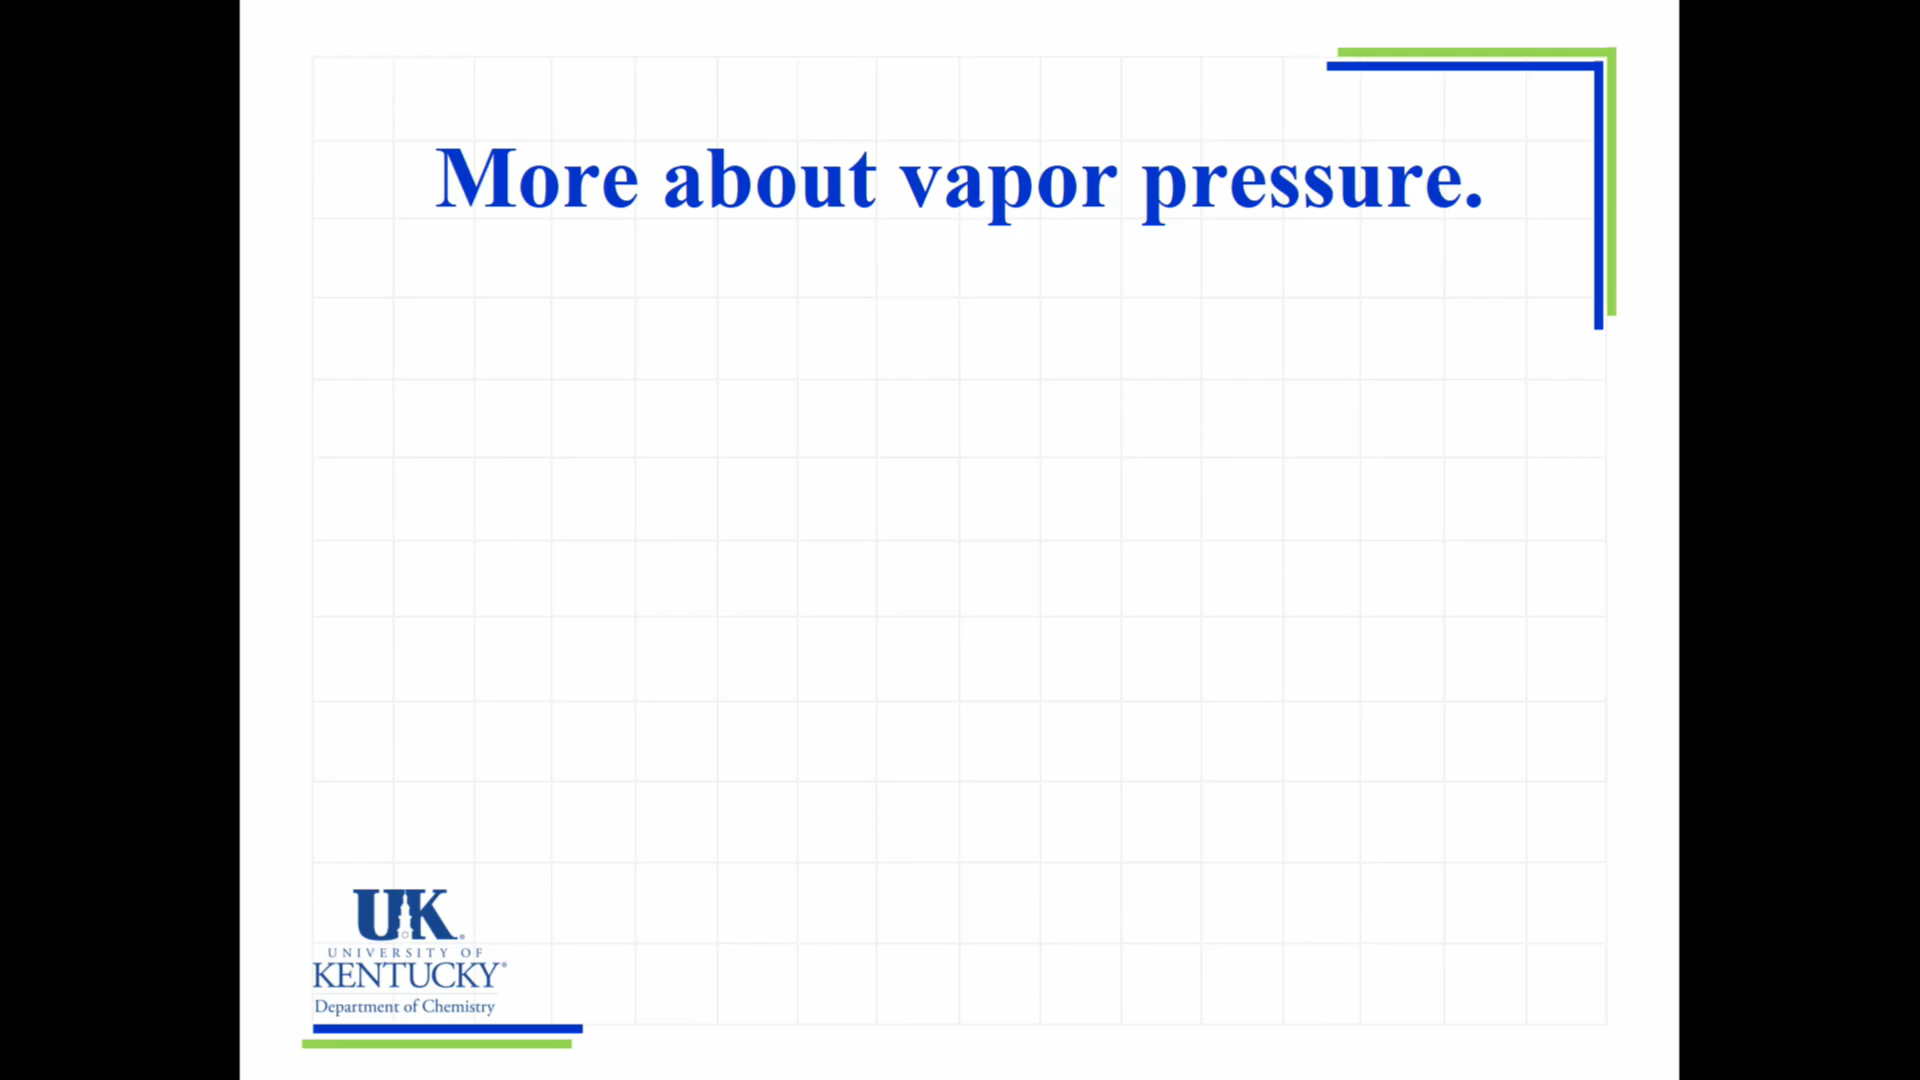 More about vapor pressure.
UK
UNIVERSITY OF
KENTUCKY®
Department of Chemistry